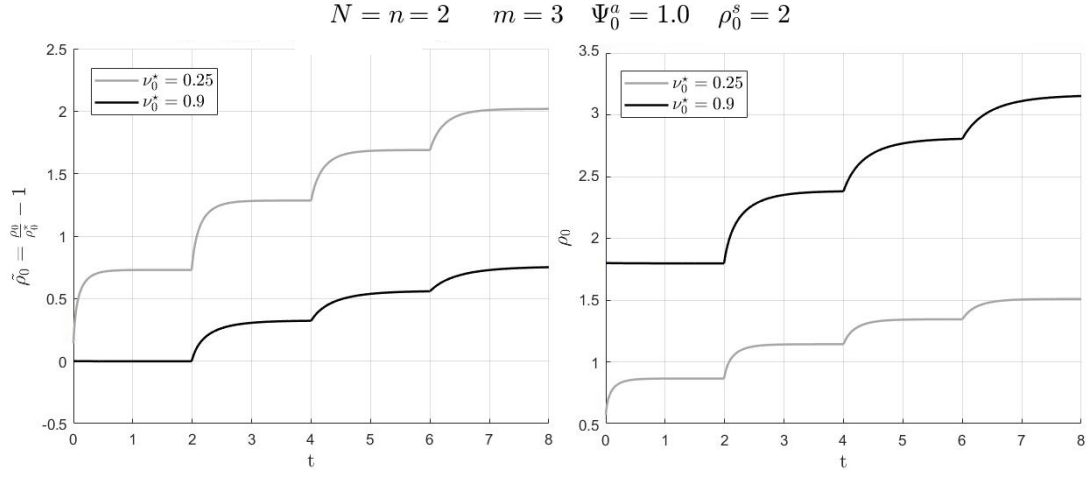 N = n = 2 m = 3 Ψ₀ᵃ = 1.0 ρ₀ˢ = 2
2.5
2
1.5
1
0.5
0
-0.5
ρ̃₀ = ρ₀/ρ₀* − 1
ν₀* = 0.25
ν₀* = 0.9
0 1 2 3 4 5 6 7 8
t
3.5
3
2.5
2
1.5
1
0.5
ρ₀
ν₀* = 0.25
ν₀* = 0.9
0 1 2 3 4 5 6 7 8
t